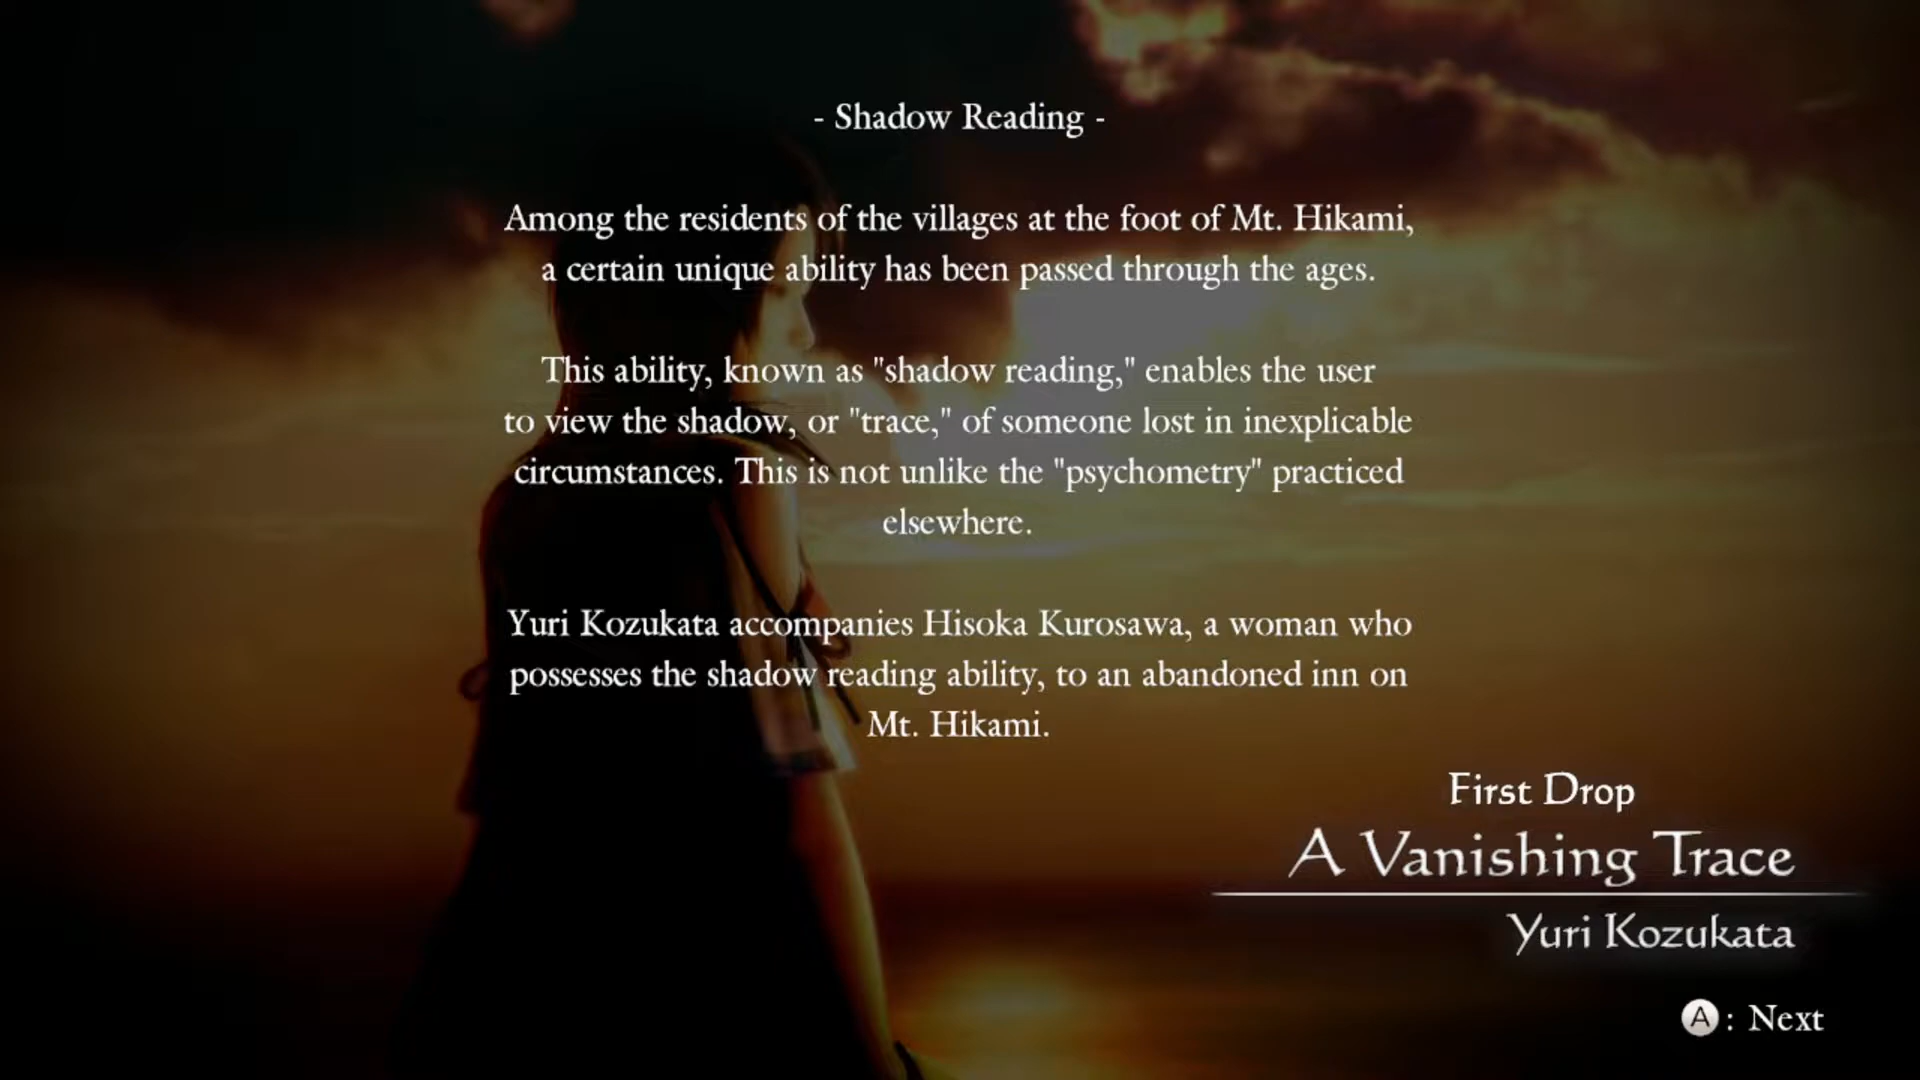 - Shadow Reading -
Among the residents of the villages at the foot of Mt. Hikami,
a certain unique ability has been passed through the ages.
This ability, known as "shadow reading," enables the user
to view the shadow, or "trace," of someone lost in inexplicable
circumstances. This is not unlike the "psychometry" practiced
elsewhere.
Yuri Kozukata accompanies Hisoka Kurosawa, a woman who
possesses the shadow reading ability, to an abandoned inn on
Mt. Hikami.
First Drop
A Vanishing Trace
Yuri Kozukata
A : Next